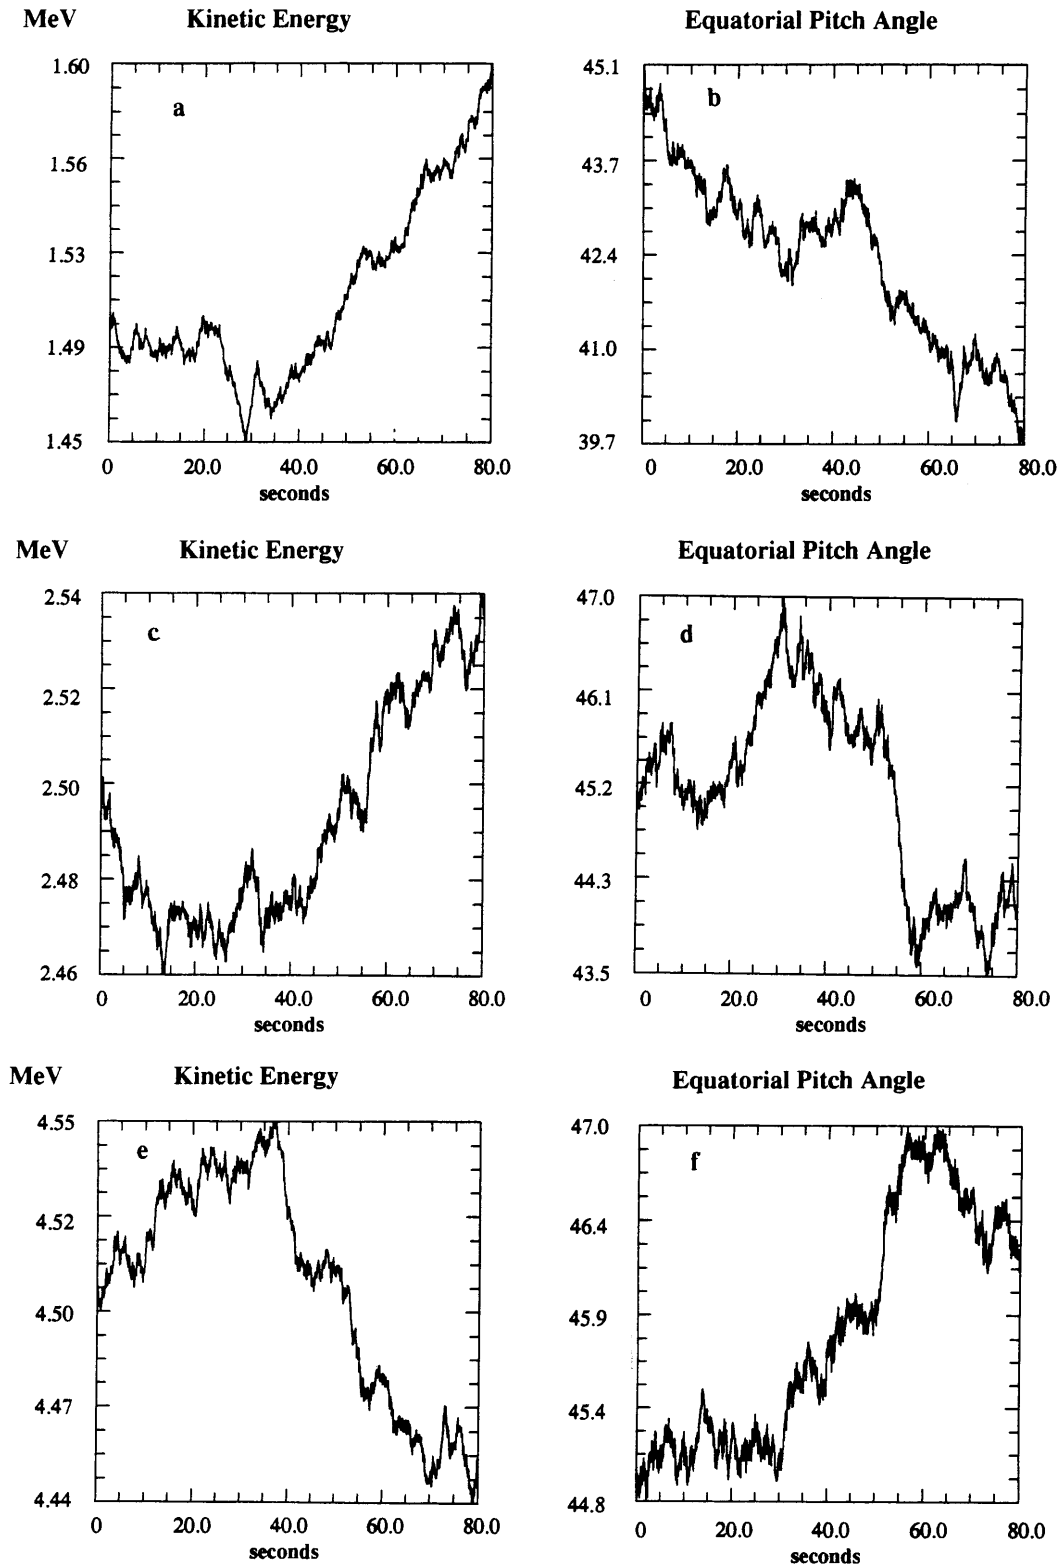 MeV Kinetic Energy Equatorial Pitch Angle
1.60 45.1
a b
1.56 43.7
1.53 42.4
1.49 41.0
1.45 39.7
0 20.0 40.0 60.0 80.0 0 20.0 40.0 60.0 80.0
seconds seconds
MeV Kinetic Energy Equatorial Pitch Angle
2.54 47.0
c d
2.52 46.1
2.50 45.2
2.48 44.3
2.46 43.5
0 20.0 40.0 60.0 80.0 0 20.0 40.0 60.0 80.0
seconds seconds
MeV Kinetic Energy Equatorial Pitch Angle
4.55 47.0
e f
4.52 46.4
4.50 45.9
4.47 45.4
4.44 44.8
0 20.0 40.0 60.0 80.0 0 20.0 40.0 60.0 80.0
seconds seconds